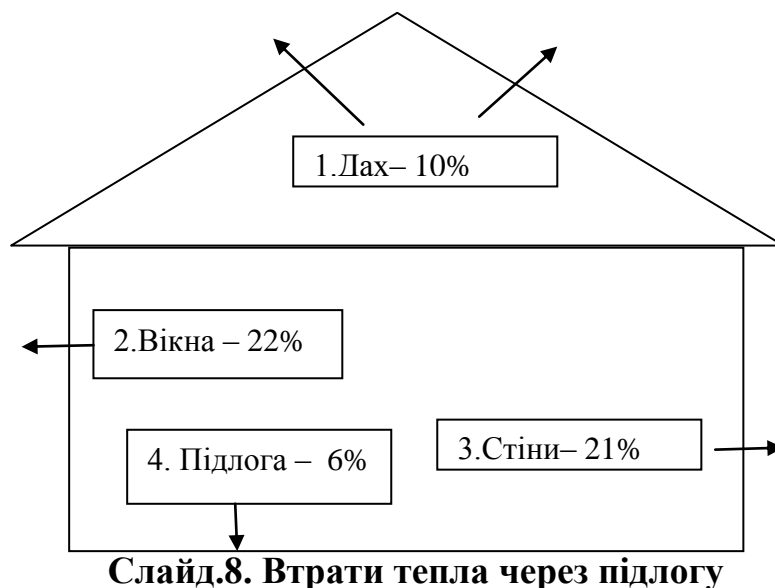 1.Дах– 10%
2.Вікна – 22%
3.Стіни– 21%
4. Підлога – 6%
Слайд.8. Втрати тепла через підлогу